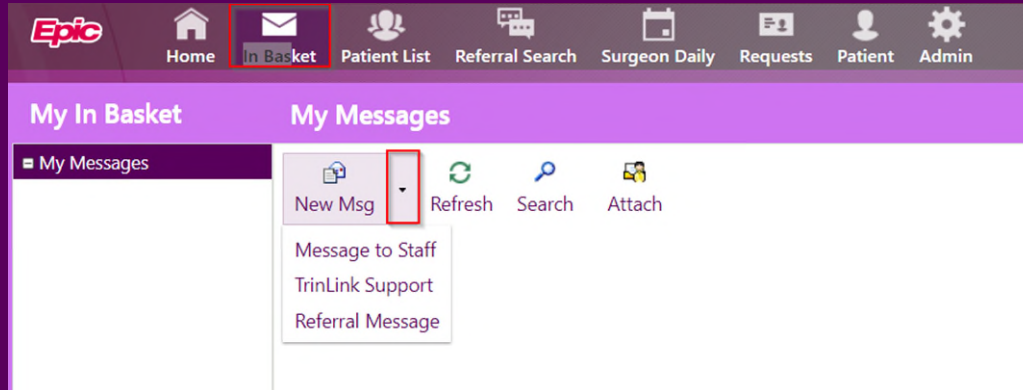 Epic
Home In Basket Patient List Referral Search Surgeon Daily Requests Patient Admin
My In Basket My Messages
My Messages
New Msg Refresh Search Attach
Message to Staff
TrinLink Support
Referral Message